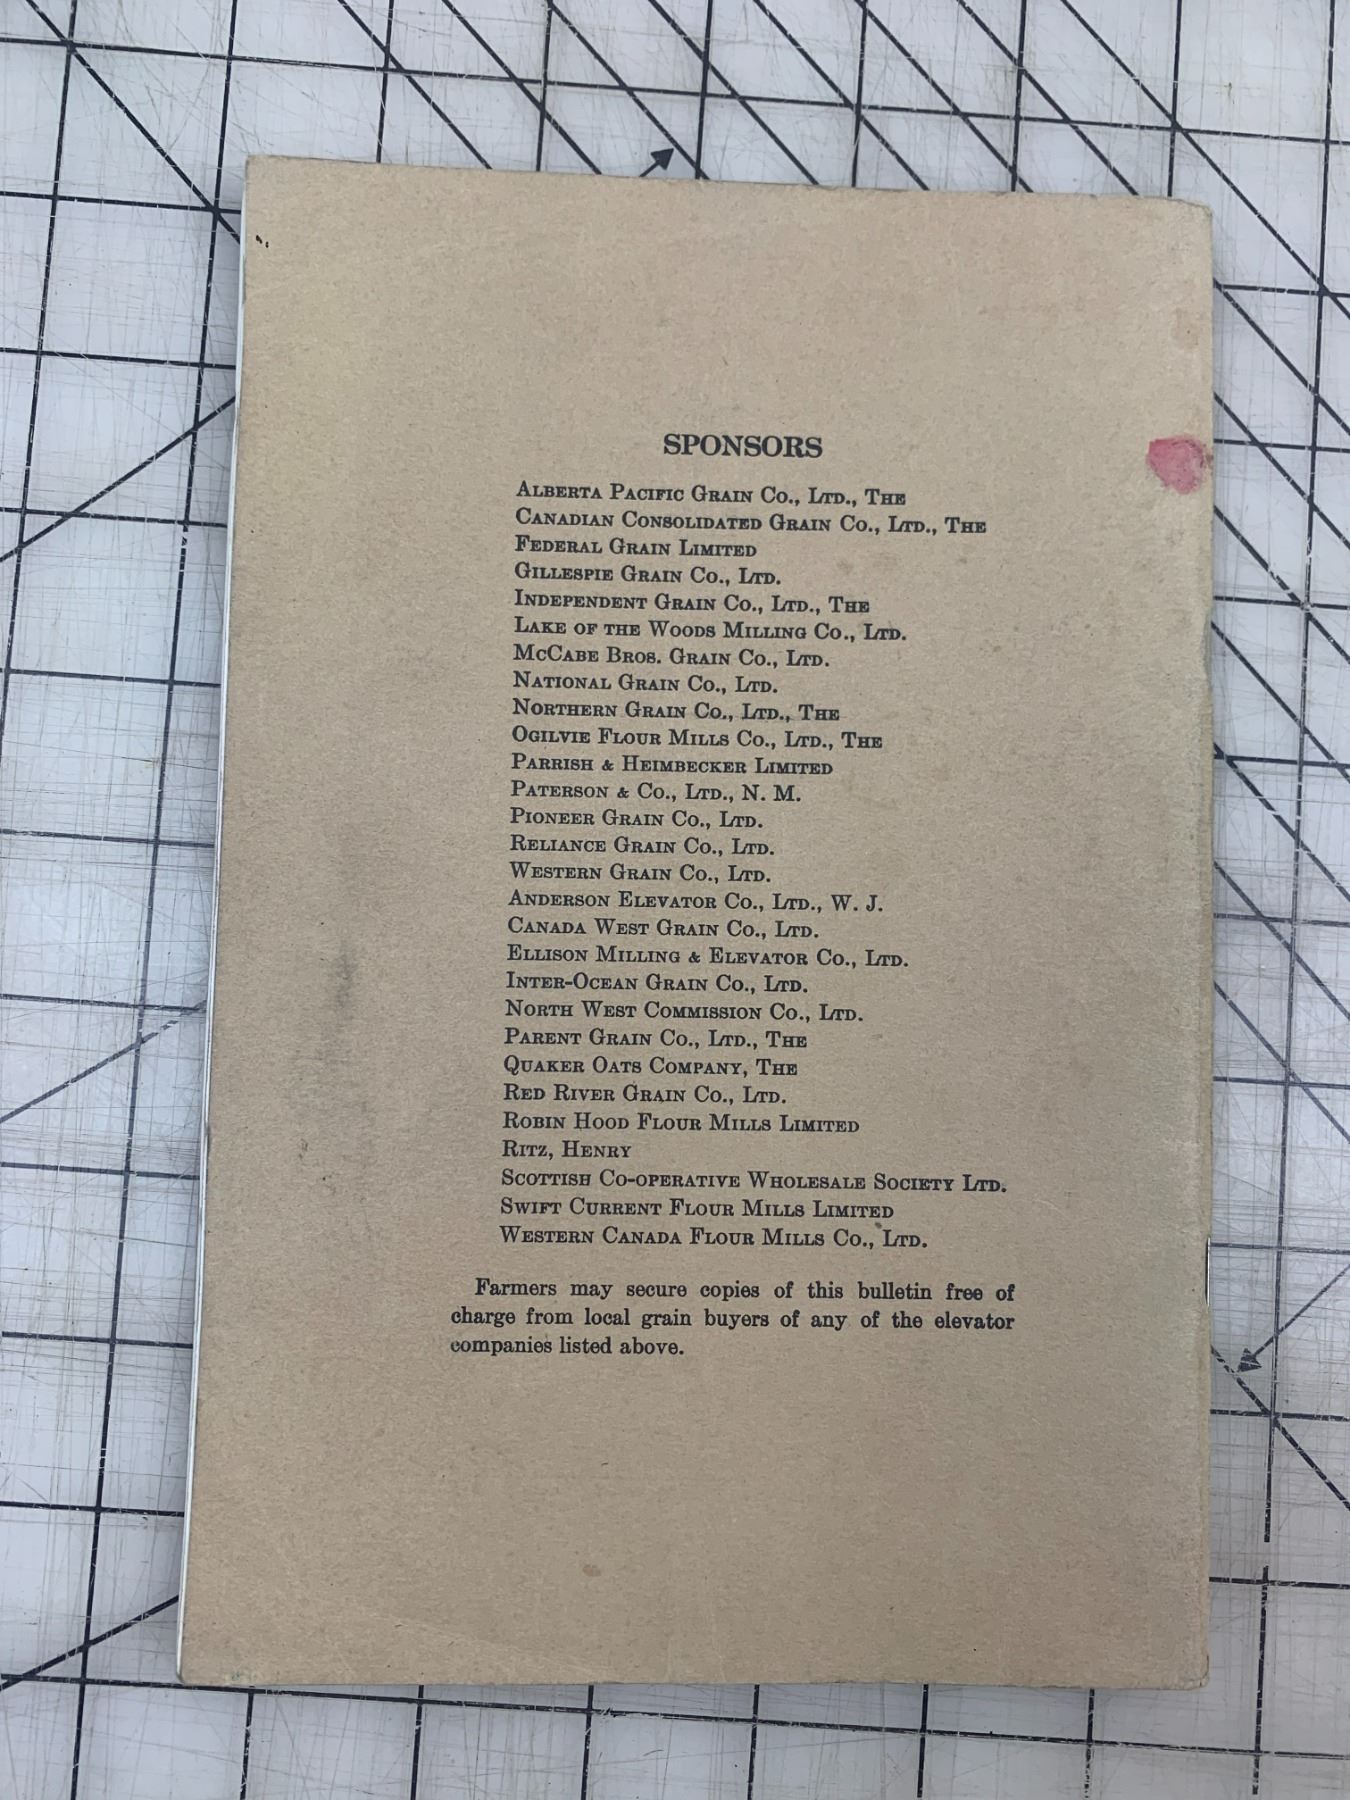 SPONSORS
ALBERTA PACIFIC GRAIN CO., LTD., THE
CANADIAN CONSOLIDATED GRAIN CO., LTD., THE
FEDERAL GRAIN LIMITED
GILLESPIE GRAIN CO., LTD.
INDEPENDENT GRAIN CO., LTD., THE
LAKE OF THE WOODS MILLING CO., LTD.
MCCABE BROS. GRAIN CO., LTD.
NATIONAL GRAIN CO., LTD.
NORTHERN GRAIN CO., LTD., THE
OGILVIE FLOUR MILLS CO., LTD., THE
PARRISH & HEIMBECKER LIMITED
PATERSON & CO., LTD., N. M.
PIONEER GRAIN CO., LTD.
RELIANCE GRAIN CO., LTD.
WESTERN GRAIN CO., LTD.
ANDERSON ELEVATOR CO., LTD., W. J.
CANADA WEST GRAIN CO., LTD.
ELLISON MILLING & ELEVATOR CO., LTD.
INTER-OCEAN GRAIN CO., LTD.
NORTH WEST COMMISSION CO., LTD.
PARENT GRAIN CO., LTD., THE
QUAKER OATS COMPANY, THE
RED RIVER GRAIN CO., LTD.
ROBIN HOOD FLOUR MILLS LIMITED
RITZ, HENRY
SCOTTISH CO-OPERATIVE WHOLESALE SOCIETY LTD.
SWIFT CURRENT FLOUR MILLS LIMITED
WESTERN CANADA FLOUR MILLS CO., LTD.
Farmers may secure copies of this bulletin free of
charge from local grain buyers of any of the elevator
companies listed above.